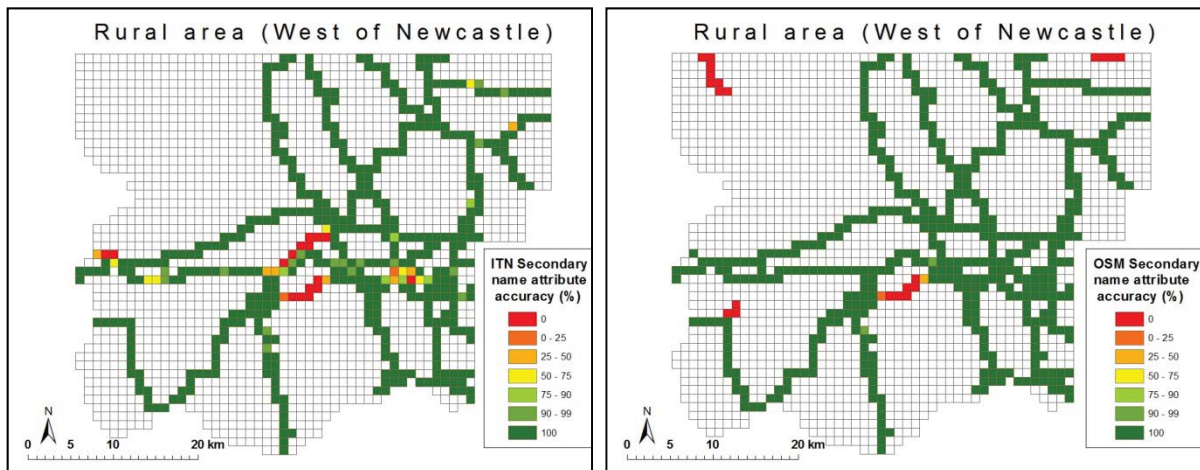 Rural area (West of Newcastle)
ITN Secondary
name attribute
accuracy (%)
0
0 - 25
25 - 50
50 - 75
75 - 90
90 - 99
100
N
0 5 10 20 km
Rural area (West of Newcastle)
OSM Secondary
name attribute
accuracy (%)
0
0 - 25
25 - 50
50 - 75
75 - 90
90 - 99
100
N
0 5 10 20 km